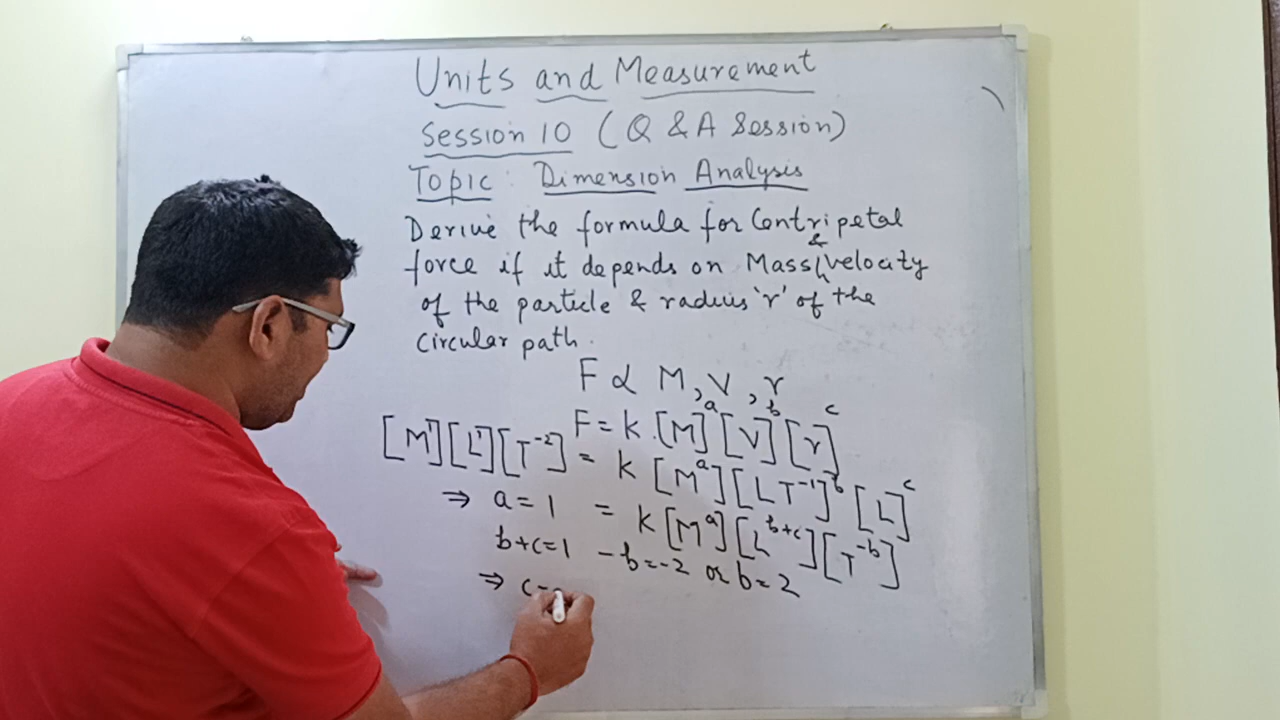 Units and Measurement
Session 10 (Q & A Session)
Topic : Dimension Analysis
Derive the formula for Centripetal
force if it depends on Mass & velocity
of the particle & radius 'r' of the
circular path.
F ∝ M, V, r
F = k . [M]^a [V]^b [r]^c
[M^1][L^1][T^-2] = k [M^a][LT^-1]^b [L]^c
⇒ a = 1 = k [M^a][L^b+c][T^-b]
b+c=1 -b=-2 or b=2
⇒ c=